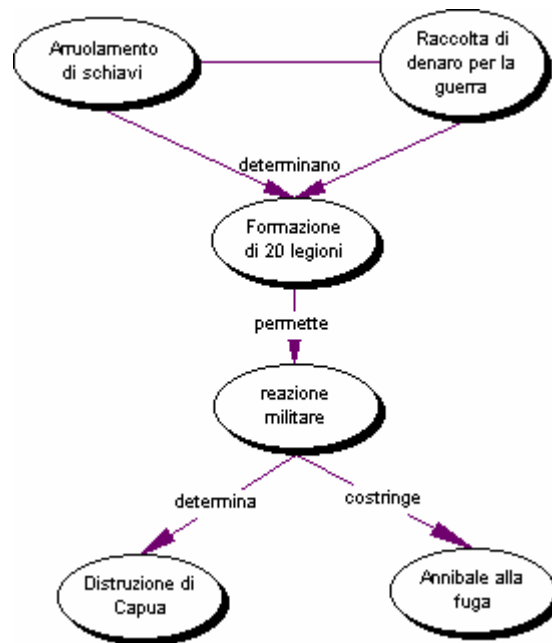 Arruolamento
di schiavi
Raccolta di
denaro per la
guerra
determinano
Formazione
di 20 legioni
permette
reazione
militare
determina
costringe
Distruzione di
Capua
Annibale alla
fuga